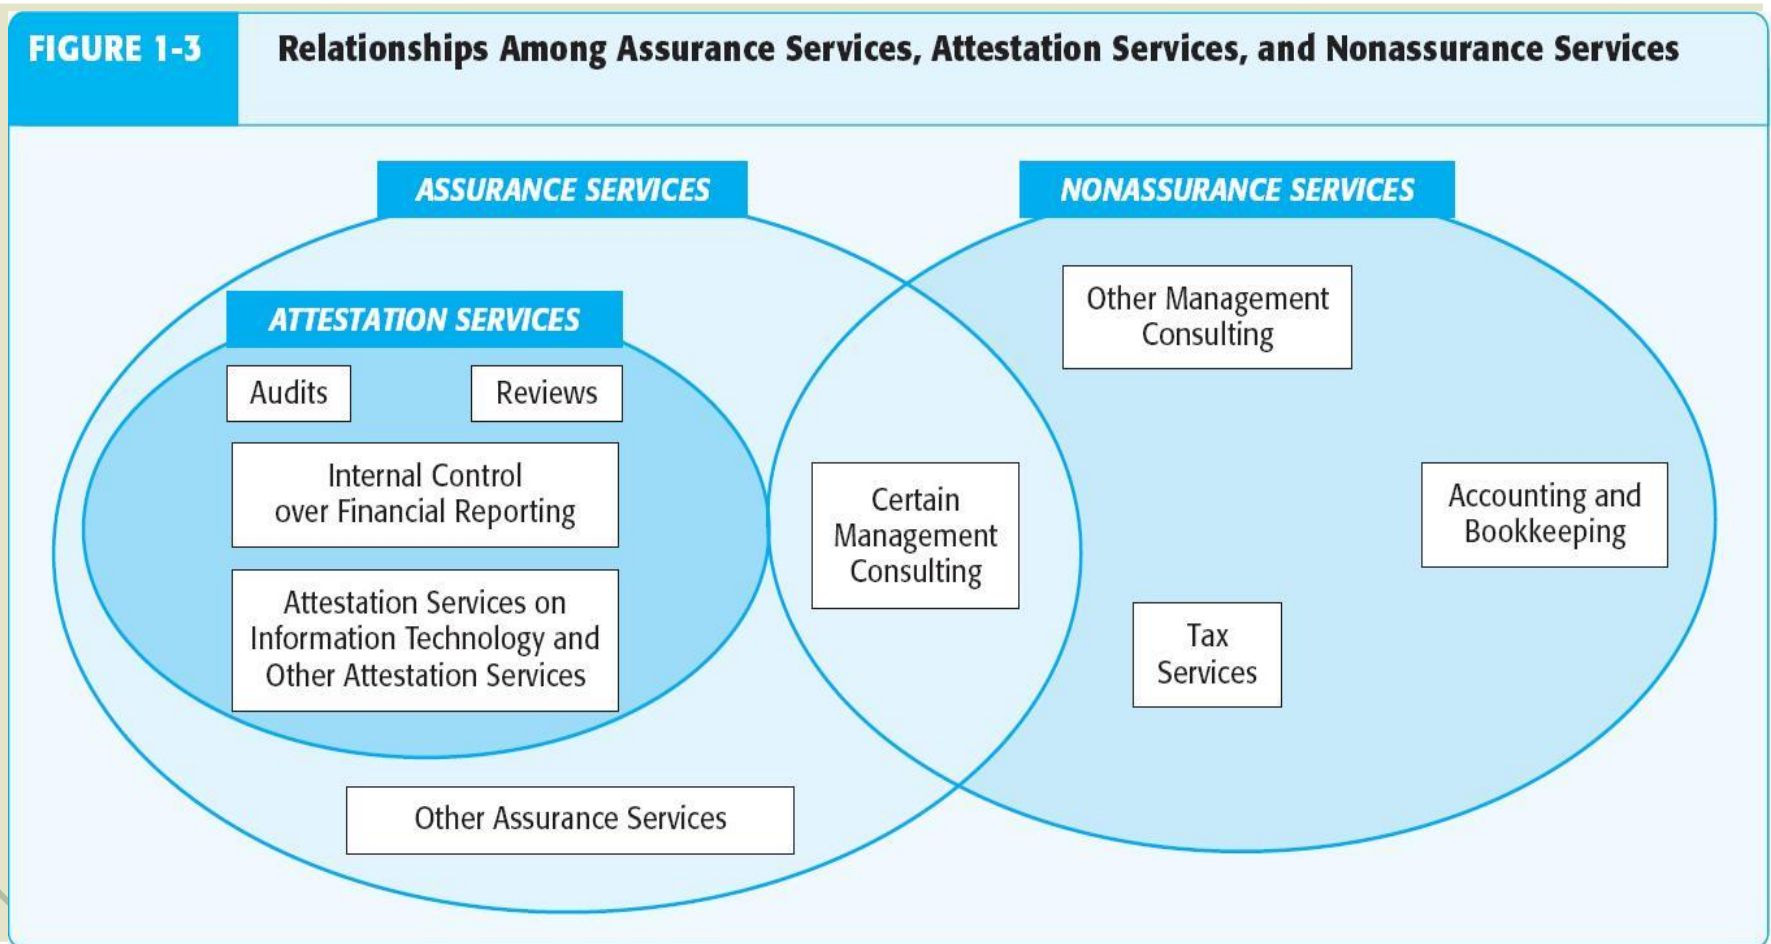 FIGURE 1-3
Relationships Among Assurance Services, Attestation Services, and Nonassurance Services
ASSURANCE SERVICES
NONASSURANCE SERVICES
ATTESTATION SERVICES
Audits
Reviews
Internal Control
over Financial Reporting
Attestation Services on
Information Technology and
Other Attestation Services
Other Assurance Services
Certain
Management
Consulting
Other Management
Consulting
Accounting and
Bookkeeping
Tax
Services